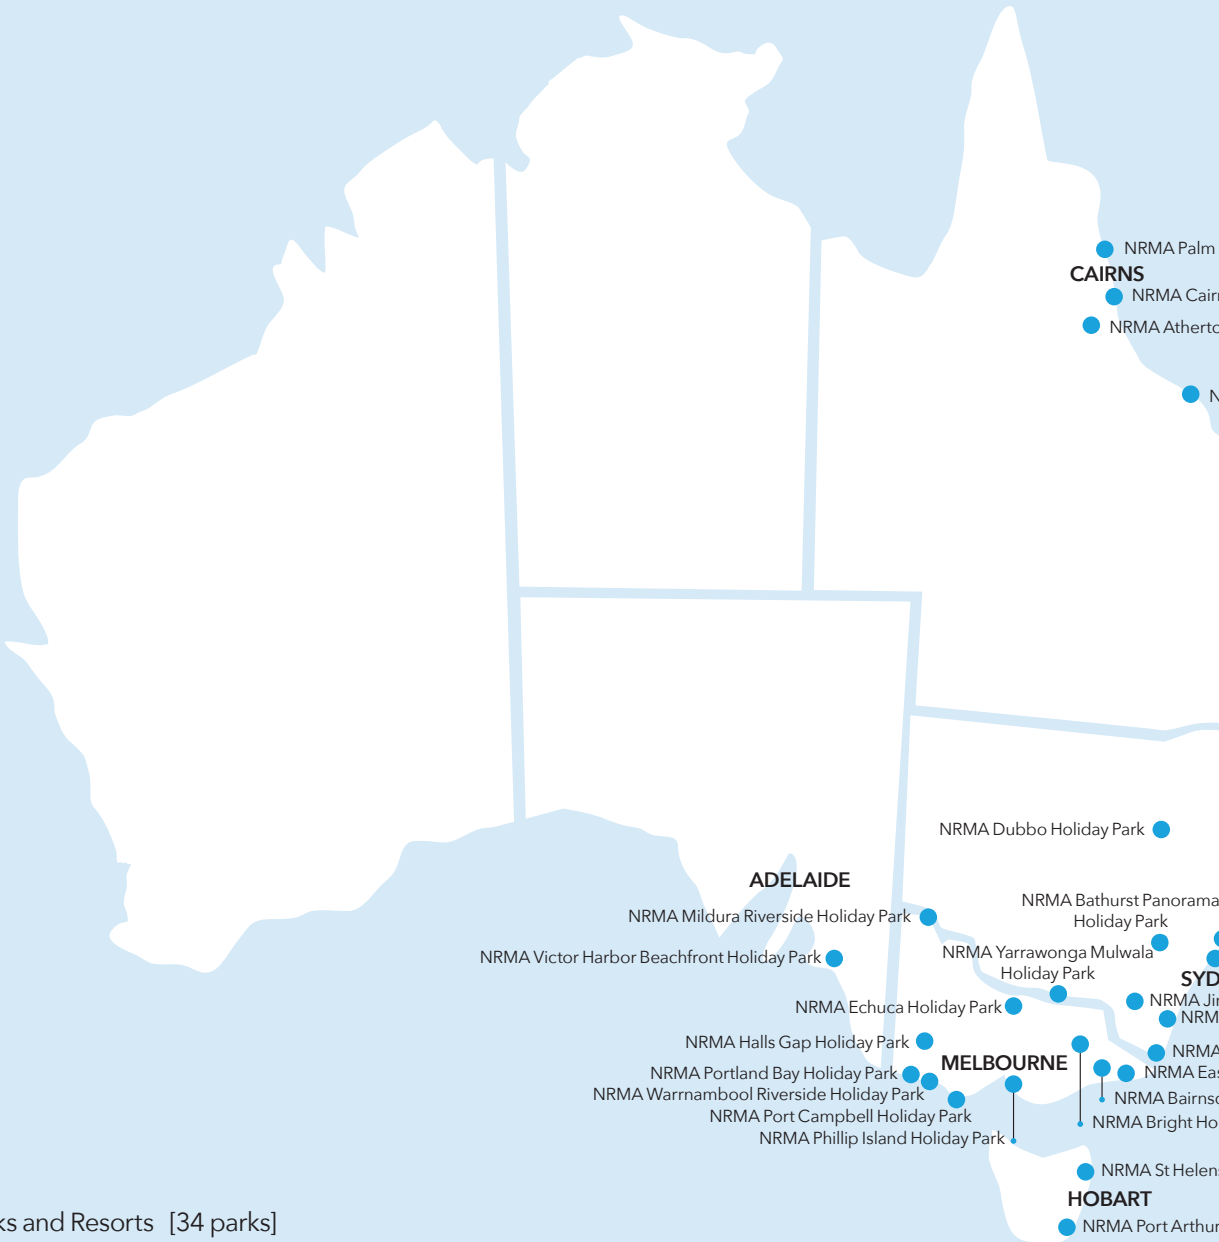 NRMA Palm
CAIRNS
NRMA Cair
NRMA Atherto
N
NRMA Dubbo Holiday Park
ADELAIDE
NRMA Bathurst Panorama
Holiday Park
NRMA Mildura Riverside Holiday Park
NRMA Yarrawonga Mulwala
Holiday Park
NRMA Victor Harbor Beachfront Holiday Park
SYD
NRMA Ji
NRMA Echuca Holiday Park
NRM
NRMA Halls Gap Holiday Park
MELBOURNE
NRMA
NRMA Portland Bay Holiday Park
NRMA Eas
NRMA Warrnambool Riverside Holiday Park
NRMA Bairnsd
NRMA Port Campbell Holiday Park
NRMA Bright Ho
NRMA Phillip Island Holiday Park
NRMA St Helens
HOBART
NRMA Port Arthur
ks and Resorts [34 parks]